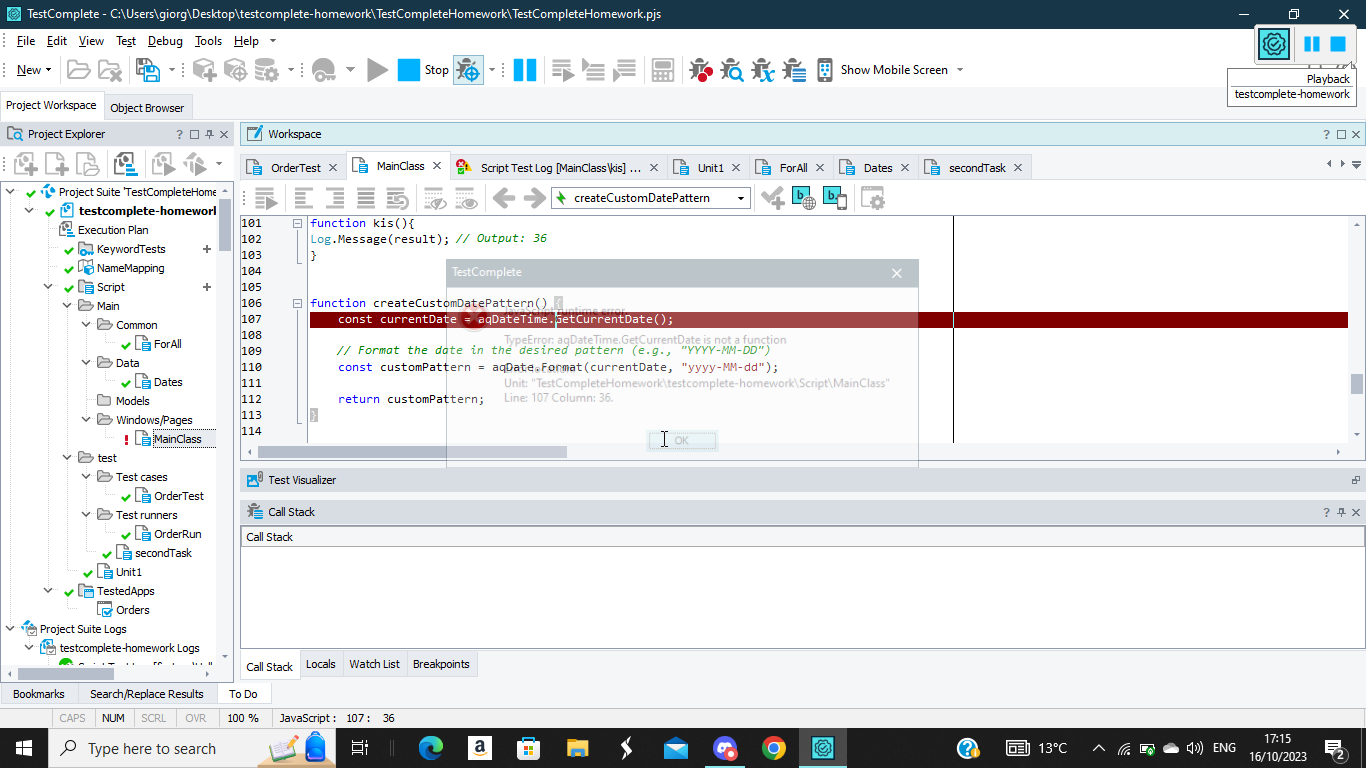 TestComplete - C:\Users\giorg\Desktop\testcomplete-homework\TestCompleteHomework\TestCompleteHomework.pjs
File Edit View Test Debug Tools Help
New Stop Show Mobile Screen
Playback
testcomplete-homework
Project Workspace Object Browser
Project Explorer
Workspace
OrderTest MainClass Script Test Log [MainClass\kis] ... Unit1 ForAll Dates secondTask
createCustomDatePattern
Project Suite 'TestCompleteHome
testcomplete-homework
Execution Plan
KeywordTests
NameMapping
Script
Main
Common
ForAll
Data
Dates
Models
Windows/Pages
MainClass
test
Test cases
OrderTest
Test runners
OrderRun
secondTask
Unit1
TestedApps
Orders
Project Suite Logs
testcomplete-homework Logs
101 function kis(){
102 Log.Message(result); // Output: 36
103 }
104
105
106 function createCustomDatePattern() {
107 const currentDate = aqDateTime.GetCurrentDate();
108
109 // Format the date in the desired pattern (e.g., "YYYY-MM-DD")
110 const customPattern = aqDate.Format(currentDate, "yyyy-MM-dd");
111
112 return customPattern;
113 }
114
TestComplete
JavaScript runtime error.
TypeError: aqDateTime.GetCurrentDate is not a function
Unit: "TestCompleteHomework\testcomplete-homework\Script\MainClass"
Line: 107 Column: 36.
OK
Test Visualizer
Call Stack
Call Stack
Call Stack Locals Watch List Breakpoints
Bookmarks Search/Replace Results To Do
CAPS NUM SCRL OVR 100 % JavaScript : 107 : 36
Type here to search
13°C
ENG
17:15
16/10/2023
2